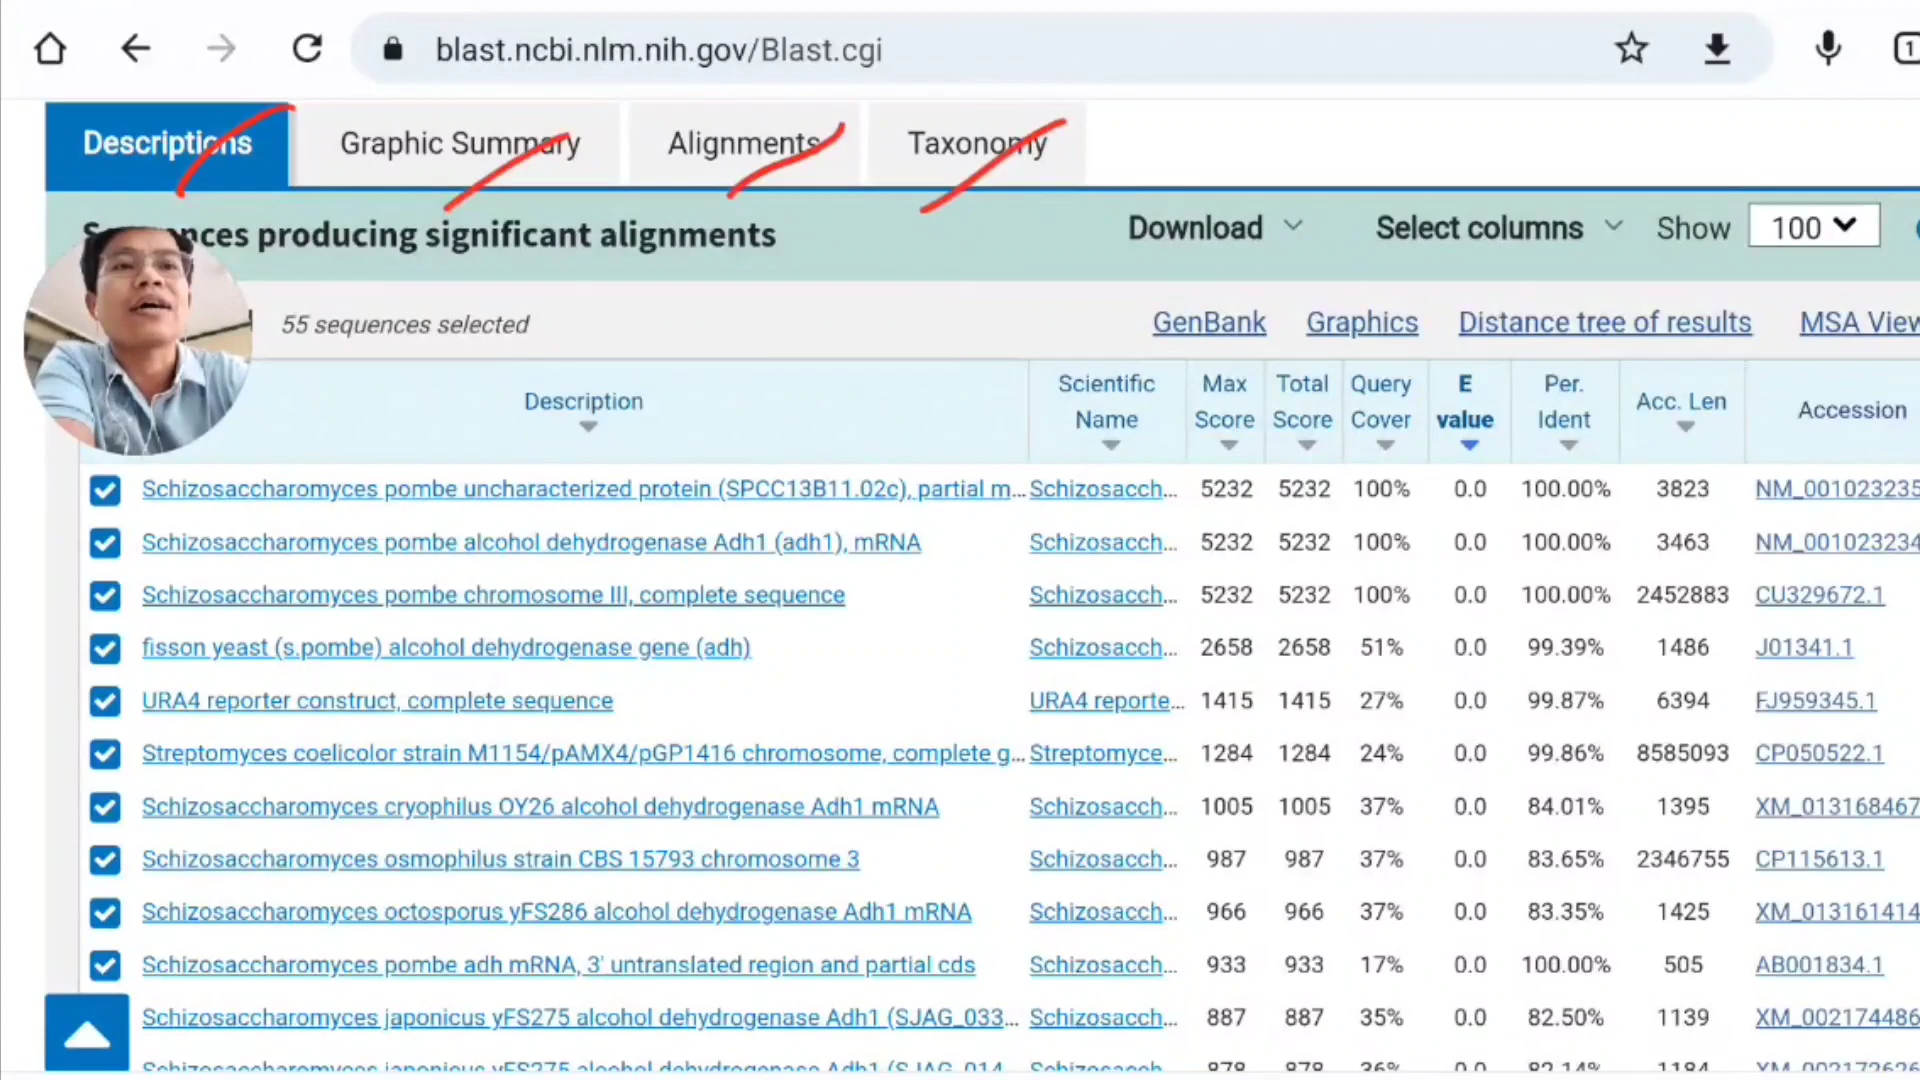 blast.ncbi.nlm.nih.gov/Blast.cgi
1
Descriptions Graphic Summary Alignments Taxonomy
producing significant alignments Download Select columns Show 100
55 sequences selected GenBank Graphics Distance tree of results MSA View
Description Scientific Name Max Score Total Score Query Cover E value Per. Ident Acc. Len Accession
Schizosaccharomyces pombe uncharacterized protein (SPCC13B11.02c), partial m... Schizosacch... 5232 5232 100% 0.0 100.00% 3823 NM_001023235
Schizosaccharomyces pombe alcohol dehydrogenase Adh1 (adh1), mRNA Schizosacch... 5232 5232 100% 0.0 100.00% 3463 NM_001023234
Schizosaccharomyces pombe chromosome III, complete sequence Schizosacch... 5232 5232 100% 0.0 100.00% 2452883 CU329672.1
fisson yeast (s.pombe) alcohol dehydrogenase gene (adh) Schizosacch... 2658 2658 51% 0.0 99.39% 1486 J01341.1
URA4 reporter construct, complete sequence URA4 reporte... 1415 1415 27% 0.0 99.87% 6394 FJ959345.1
Streptomyces coelicolor strain M1154/pAMX4/pGP1416 chromosome, complete g... Streptomyce... 1284 1284 24% 0.0 99.86% 8585093 CP050522.1
Schizosaccharomyces cryophilus OY26 alcohol dehydrogenase Adh1 mRNA Schizosacch... 1005 1005 37% 0.0 84.01% 1395 XM_013168467
Schizosaccharomyces osmophilus strain CBS 15793 chromosome 3 Schizosacch... 987 987 37% 0.0 83.65% 2346755 CP115613.1
Schizosaccharomyces octosporus yFS286 alcohol dehydrogenase Adh1 mRNA Schizosacch... 966 966 37% 0.0 83.35% 1425 XM_013161414
Schizosaccharomyces pombe adh mRNA, 3' untranslated region and partial cds Schizosacch... 933 933 17% 0.0 100.00% 505 AB001834.1
Schizosaccharomyces japonicus yFS275 alcohol dehydrogenase Adh1 (SJAG_033... Schizosacch... 887 887 35% 0.0 82.50% 1139 XM_002174486